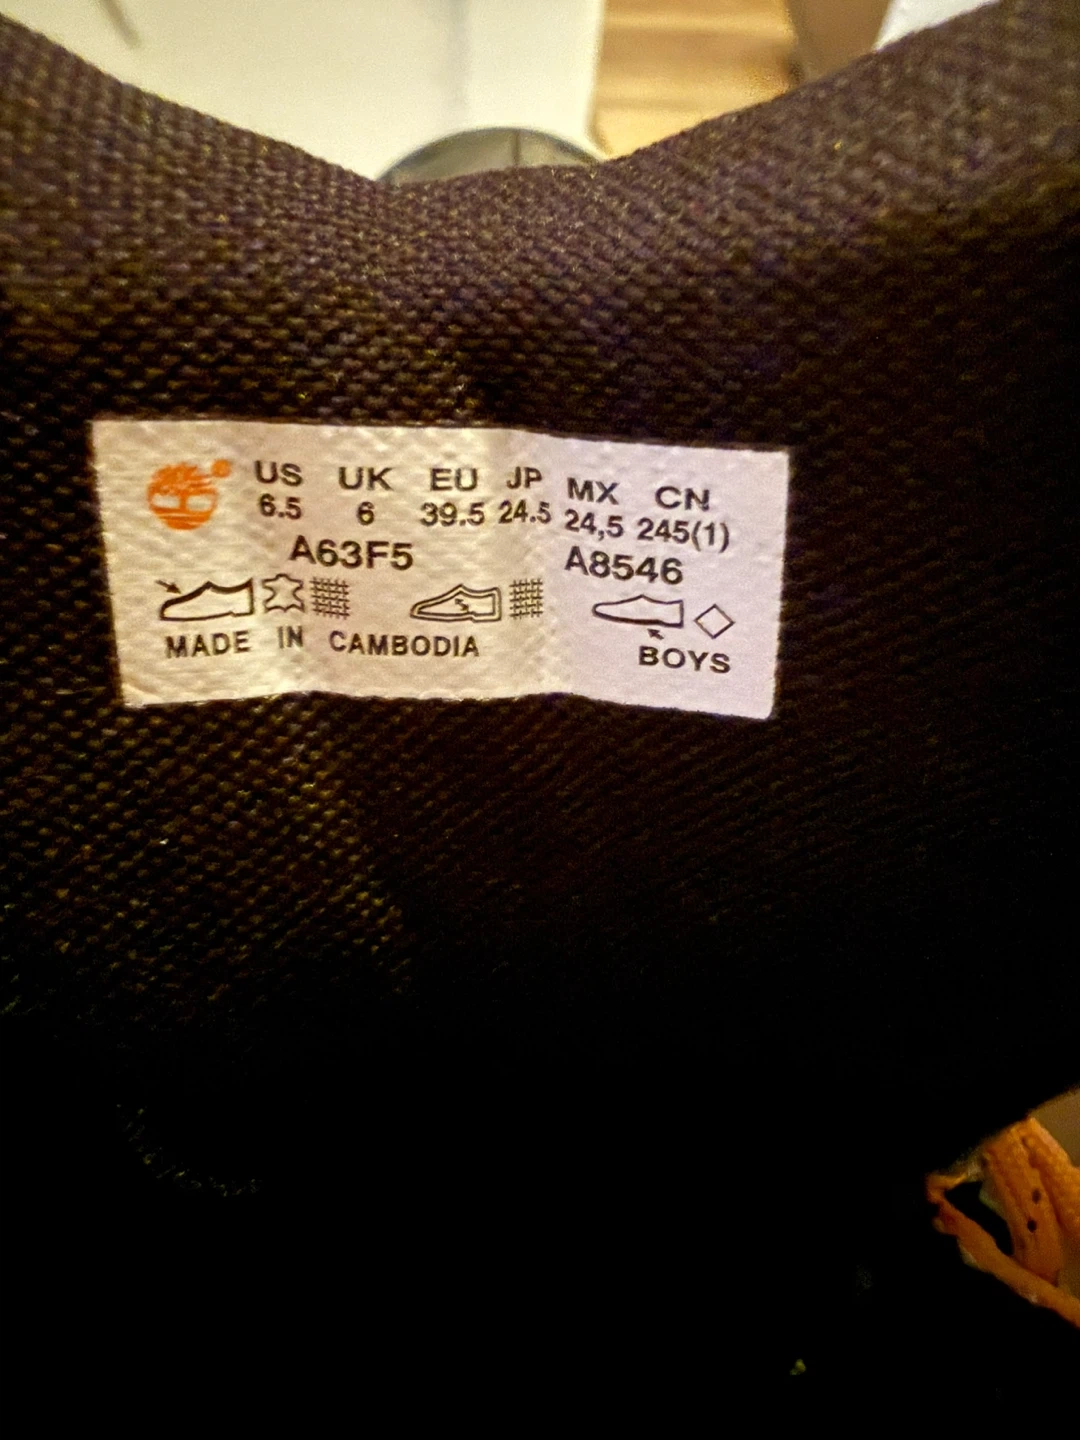 US UK EU JP MX CN
6.5 6 39.5 24.5 24,5 245(1)
A63F5 A8546
MADE IN CAMBODIA BOYS